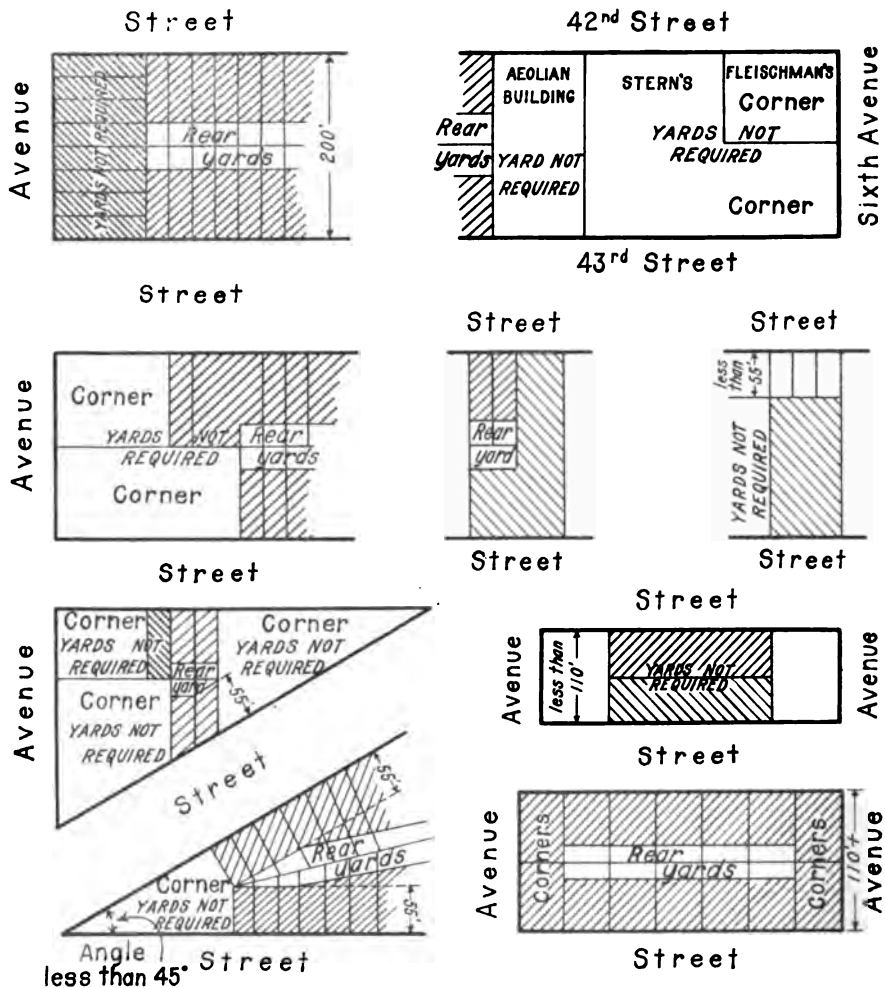 Street
Avenue
YARDS NOT REQUIRED
YARDS NOT REQUIRED
Rear
yards
200'
42nd Street
AEOLIAN
BUILDING
STERN'S
FLEISCHMAN'S
Corner
Rear
yards
YARD NOT
REQUIRED
YARDS NOT
REQUIRED
Corner
Sixth Avenue
43rd Street
Street
Avenue
Corner
YARDS NOT
REQUIRED
Corner
Rear
yards
Street
Rear
yard
Street
Street
less
than
55'
YARDS NOT
REQUIRED
Street
Street
Avenue
Corner
YARDS NOT
REQUIRED
Corner
YARDS NOT
REQUIRED
Rear
yard
Corner
YARDS NOT
REQUIRED
55'
Street
Street
Avenue
less than
110'
YARDS NOT
REQUIRED
Avenue
Street
55'
Rear
yards
Corner
YARDS NOT
REQUIRED
55'
Angle
less than 45°
Street
Avenue
Corners
Rear
yards
Corners
110'+
Avenue
Street